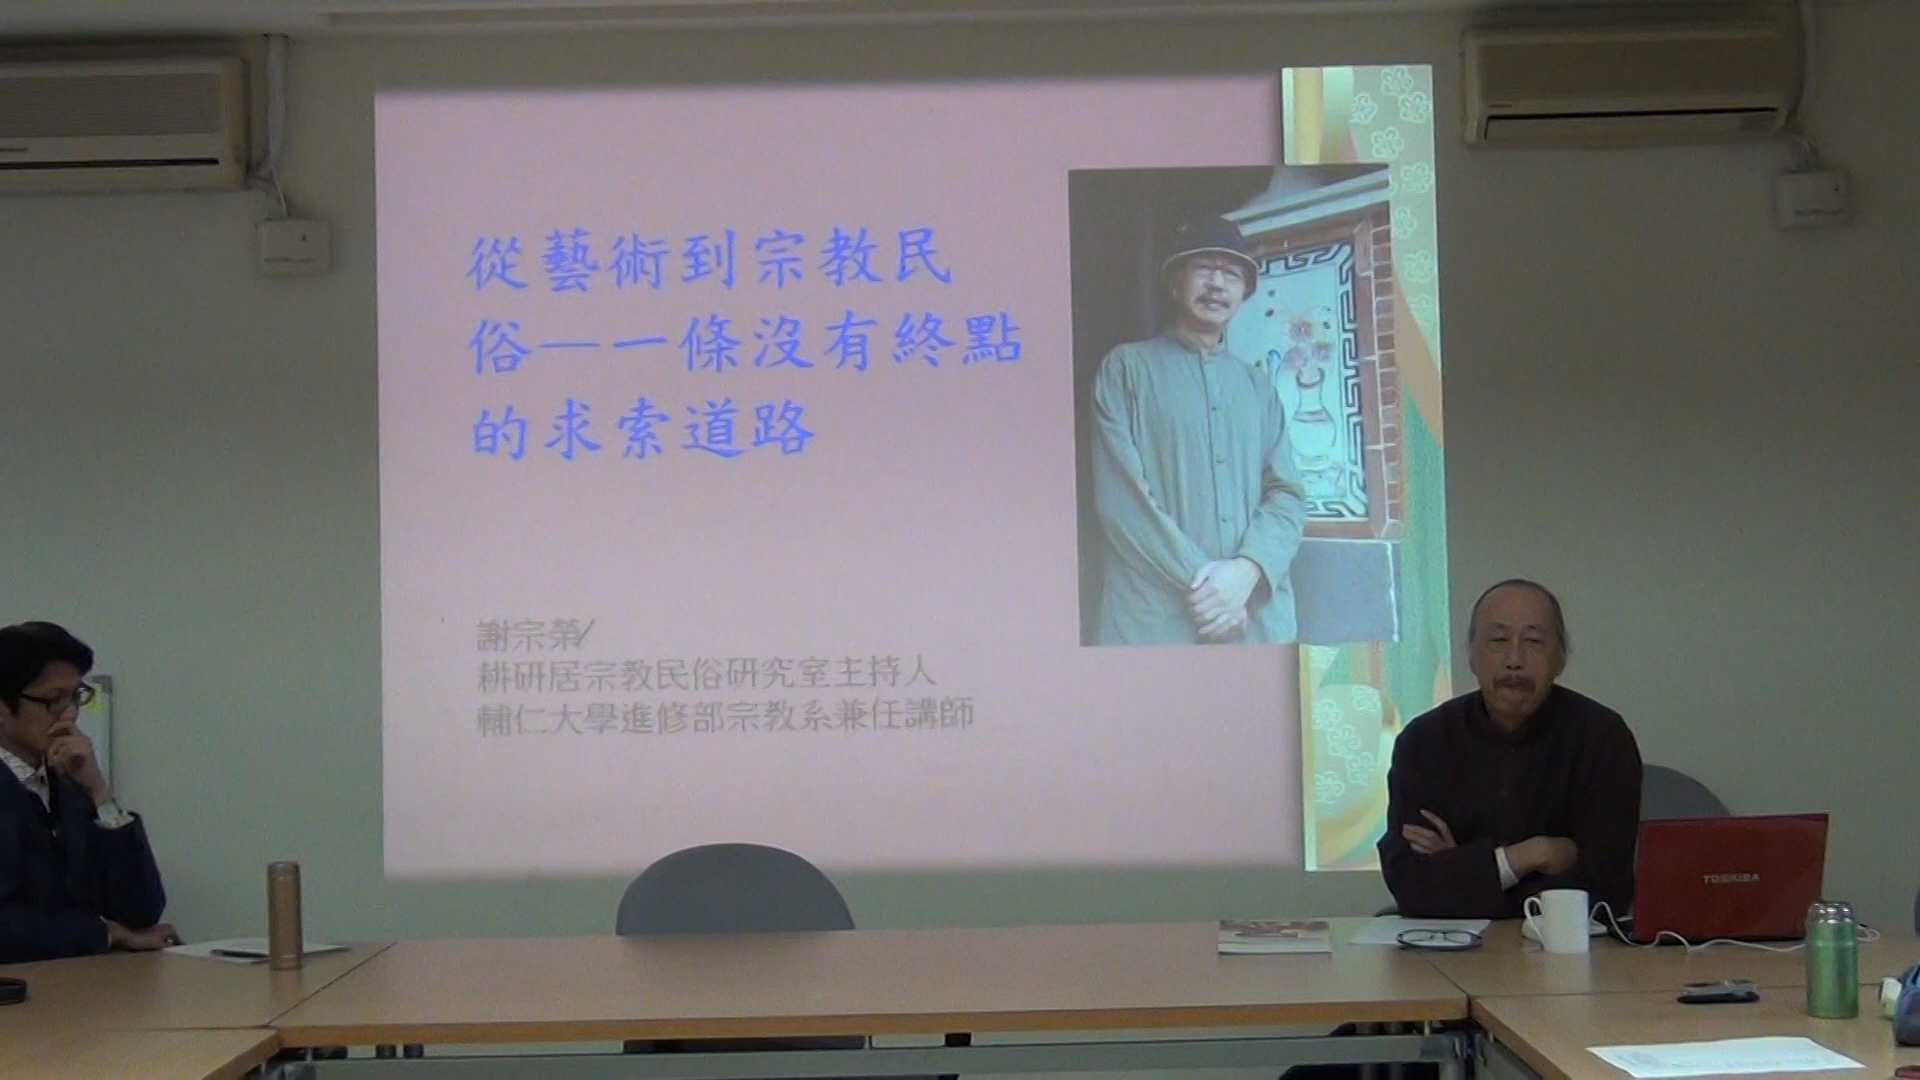 從藝術到宗教民
俗—一條沒有終點
的求索道路
謝宗榮/
耕研居宗教民俗研究室主持人
輔仁大學進修部宗教系兼任講師
TOSHIBA